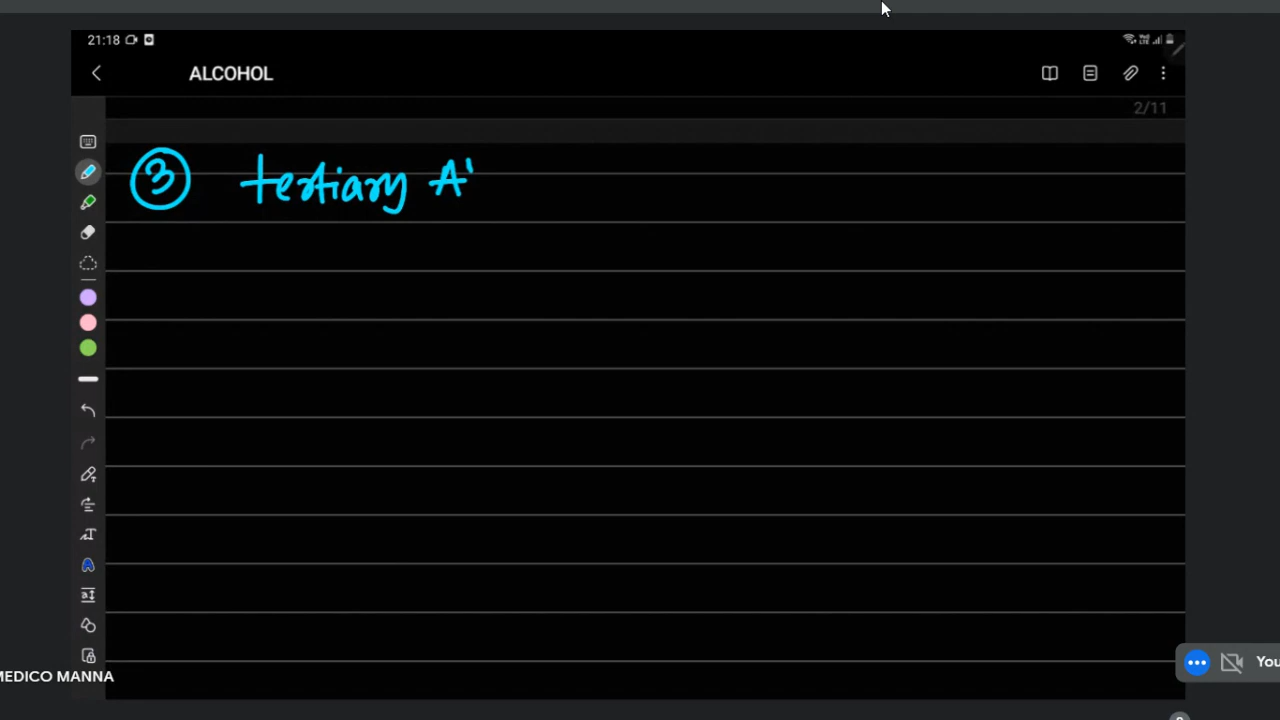 21:18
ALCOHOL
2/11
3 tertiary A'
MEDICO MANNA
You